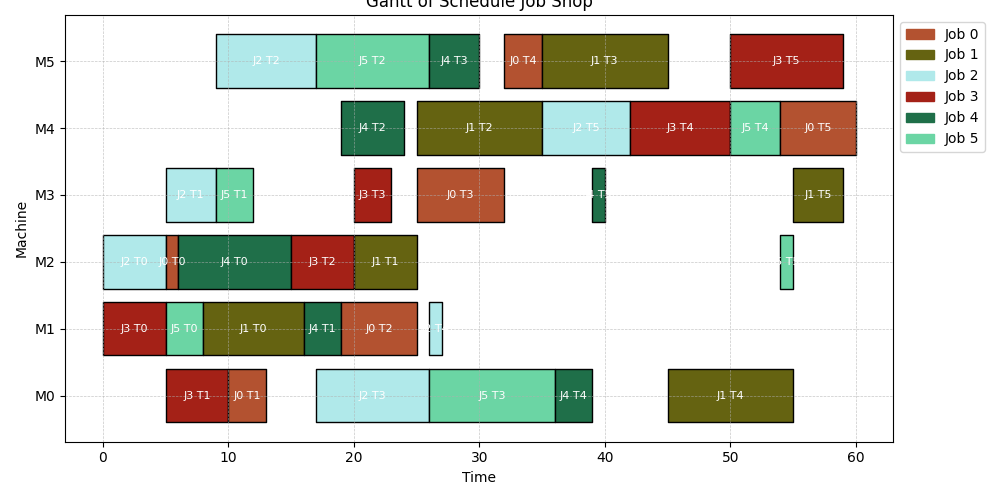 Gantt of Schedule Job Shop
Job 0
Job 1
Job 2
Job 3
Job 4
Job 5
M5
J2 T2
J5 T2
J4 T3
J0 T4
J1 T3
J3 T5
M4
J4 T2
J1 T2
J2 T5
J3 T4
J5 T4
J0 T5
M3
J2 T1
J5 T1
J3 T3
J0 T3
J1 T5
M2
J2 T0
J0 T0
J4 T0
J3 T2
J1 T1
M1
J3 T0
J5 T0
J1 T0
J4 T1
J0 T2
M0
J3 T1
J0 T1
J2 T3
J5 T3
J4 T4
J1 T4
0 10 20 30 40 50 60
Time
Machine